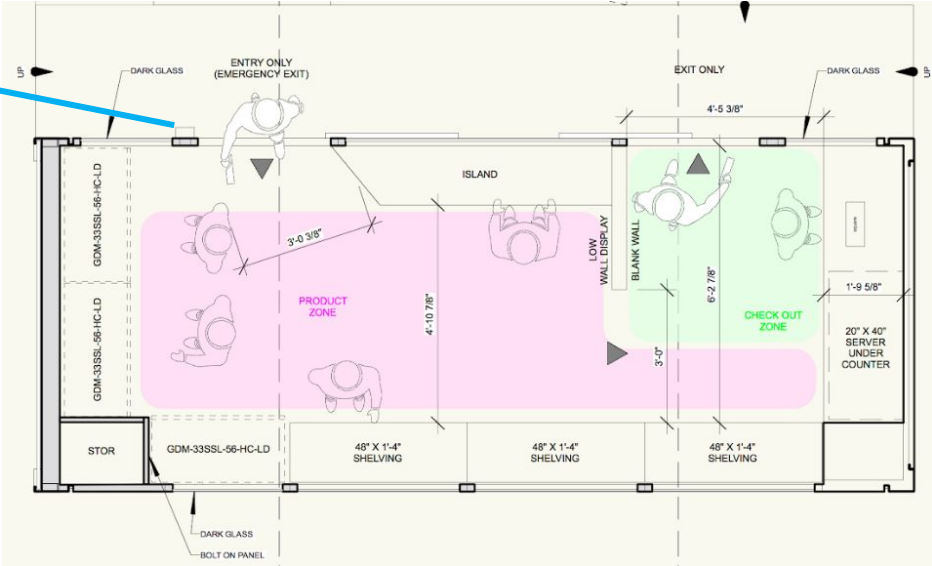 UP
DARK GLASS
ENTRY ONLY
(EMERGENCY EXIT)
EXIT ONLY
DARK GLASS
UP
4'-5 3/8"
GDM-33SSL-56-HC-LD
ISLAND
3'-0 3/8"
LOW
WALL DISPLAY
BLANK WALL
6'-2 7/8"
PRODUCT
ZONE
4'-10 7/8"
1'-9 5/8"
CHECK OUT
ZONE
GDM-33SSL-56-HC-LD
3'-0"
20" X 40"
SERVER
UNDER
COUNTER
STOR
GDM-33SSL-56-HC-LD
48" X 1'-4"
SHELVING
48" X 1'-4"
SHELVING
48" X 1'-4"
SHELVING
DARK GLASS
BOLT ON PANEL